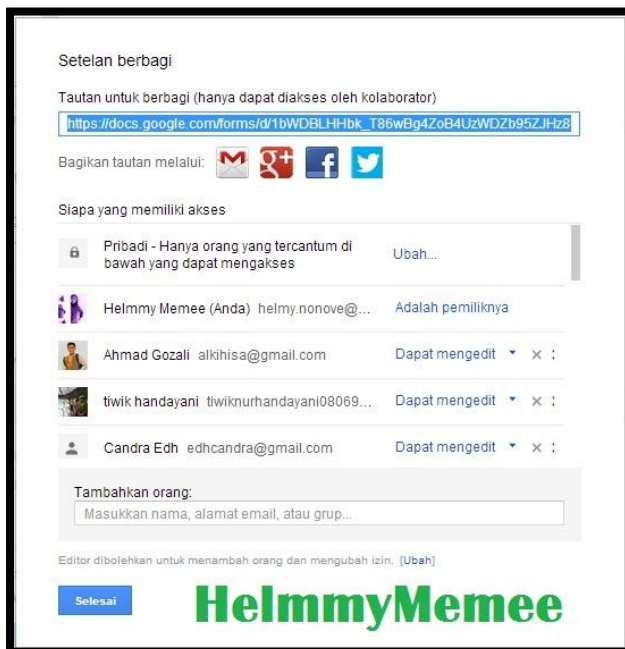 Setelan berbagi
Tautan untuk berbagi (hanya dapat diakses oleh kolaborator)
https://docs.google.com/forms/d/1bWDBLHHbk_T86wBg4ZoB4UzWDZb95ZJHz8
Bagikan tautan melalui:
Siapa yang memiliki akses
Pribadi - Hanya orang yang tercantum di
bawah yang dapat mengakses Ubah...
Helmmy Memee (Anda) helmy.nonove@... Adalah pemiliknya
Ahmad Gozali alkihisa@gmail.com Dapat mengedit
tiwik handayani tiwiknurhandayani08069... Dapat mengedit
Candra Edh edhcandra@gmail.com Dapat mengedit
Tambahkan orang:
Masukkan nama, alamat email, atau grup...
Editor dibolehkan untuk menambah orang dan mengubah izin. [Ubah]
Selesai
HelmmyMemee